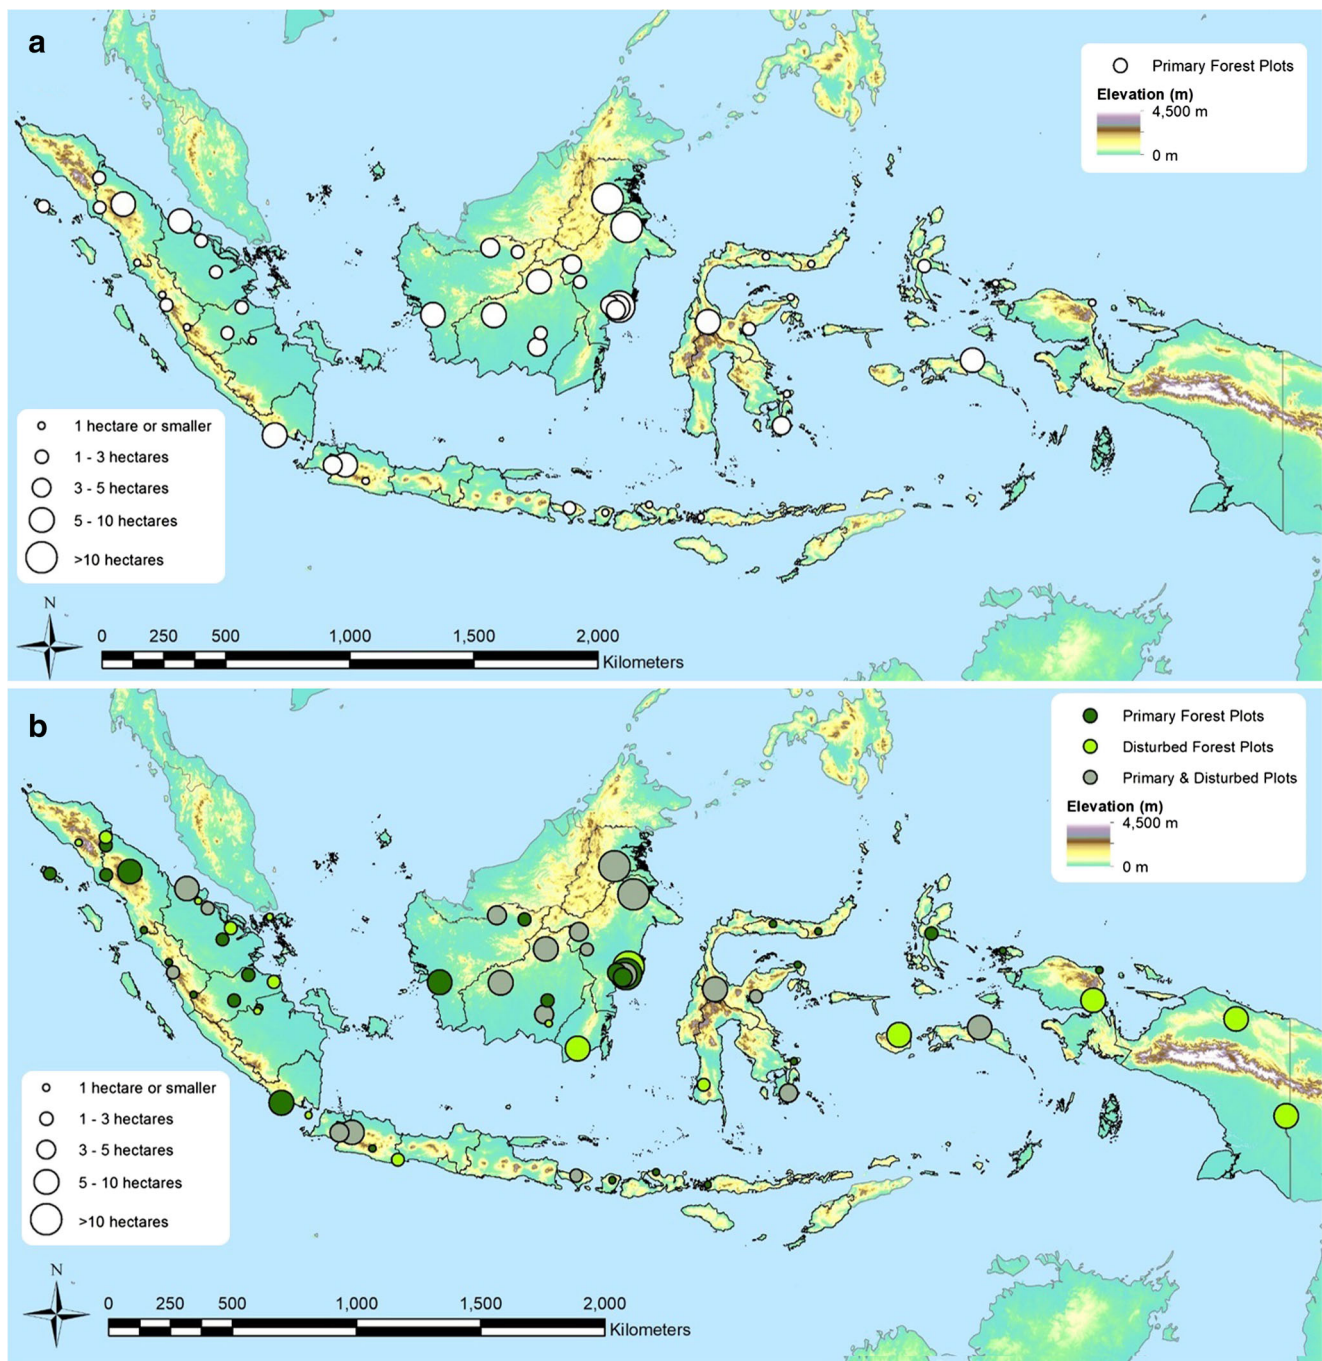 a
Primary Forest Plots
Elevation (m)
4,500 m
0 m
1 hectare or smaller
1 - 3 hectares
3 - 5 hectares
5 - 10 hectares
>10 hectares
N
0 250 500 1,000 1,500 2,000
Kilometers
b
Primary Forest Plots
Disturbed Forest Plots
Primary & Disturbed Plots
Elevation (m)
4,500 m
0 m
1 hectare or smaller
1 - 3 hectares
3 - 5 hectares
5 - 10 hectares
>10 hectares
N
0 250 500 1,000 1,500 2,000
Kilometers